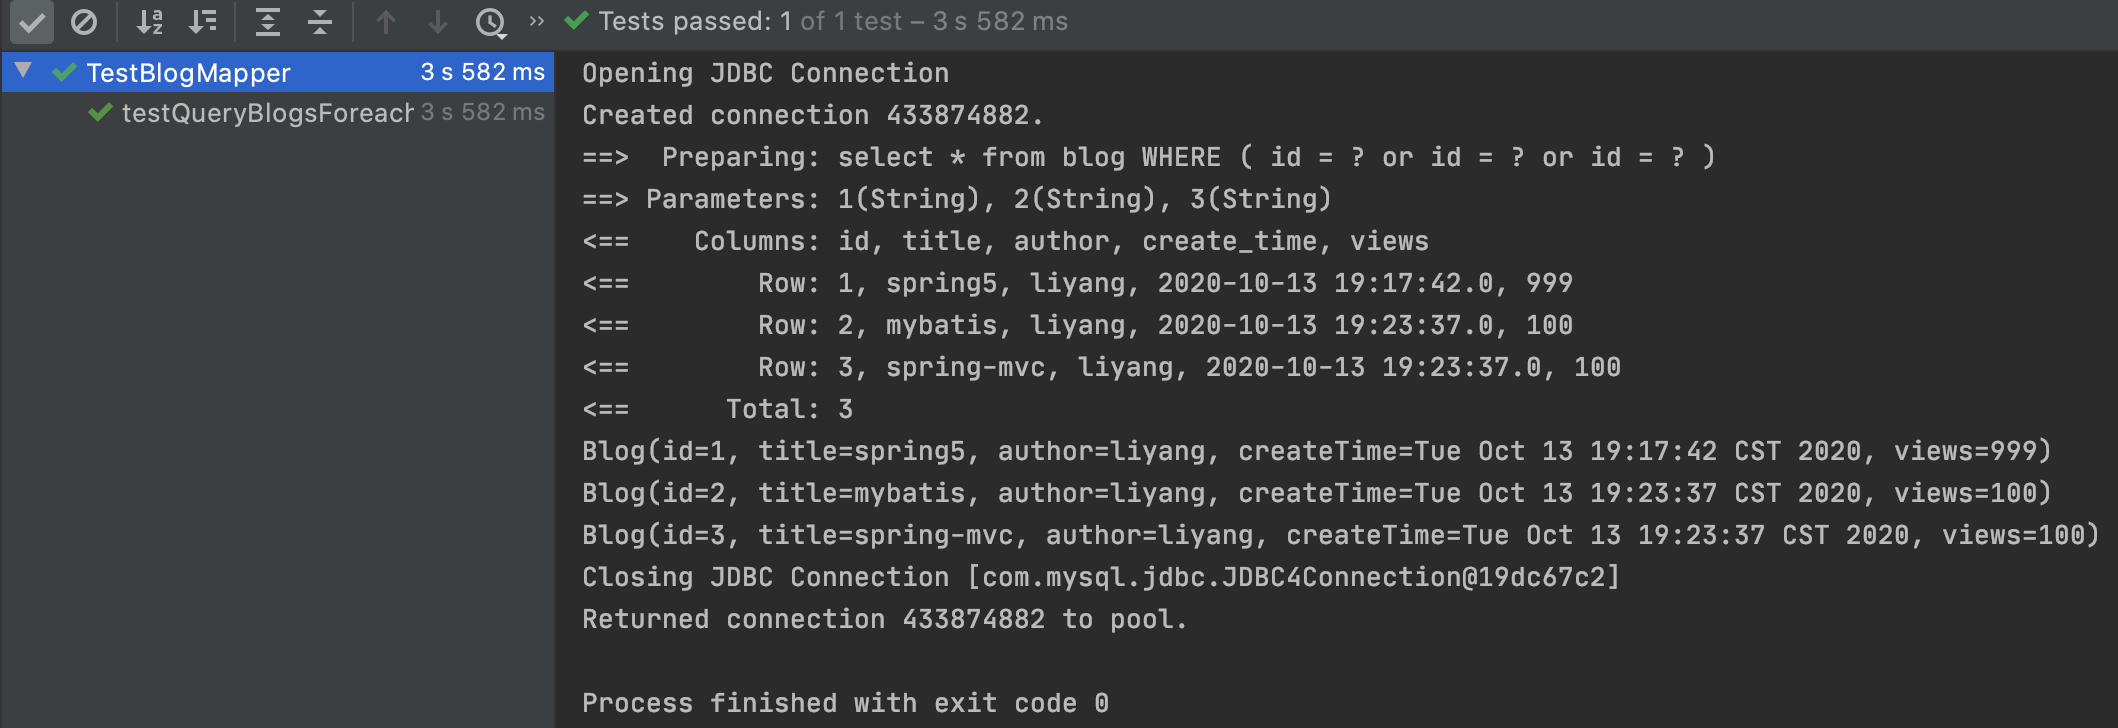 Tests passed: 1 of 1 test – 3 s 582 ms
TestBlogMapper 3 s 582 ms
testQueryBlogsForeach 3 s 582 ms
Opening JDBC Connection
Created connection 433874882.
==>  Preparing: select * from blog WHERE ( id = ? or id = ? or id = ? )
==> Parameters: 1(String), 2(String), 3(String)
<==    Columns: id, title, author, create_time, views
<==        Row: 1, spring5, liyang, 2020-10-13 19:17:42.0, 999
<==        Row: 2, mybatis, liyang, 2020-10-13 19:23:37.0, 100
<==        Row: 3, spring-mvc, liyang, 2020-10-13 19:23:37.0, 100
<==      Total: 3
Blog(id=1, title=spring5, author=liyang, createTime=Tue Oct 13 19:17:42 CST 2020, views=999)
Blog(id=2, title=mybatis, author=liyang, createTime=Tue Oct 13 19:23:37 CST 2020, views=100)
Blog(id=3, title=spring-mvc, author=liyang, createTime=Tue Oct 13 19:23:37 CST 2020, views=100)
Closing JDBC Connection [com.mysql.jdbc.JDBC4Connection@19dc67c2]
Returned connection 433874882 to pool.
Process finished with exit code 0